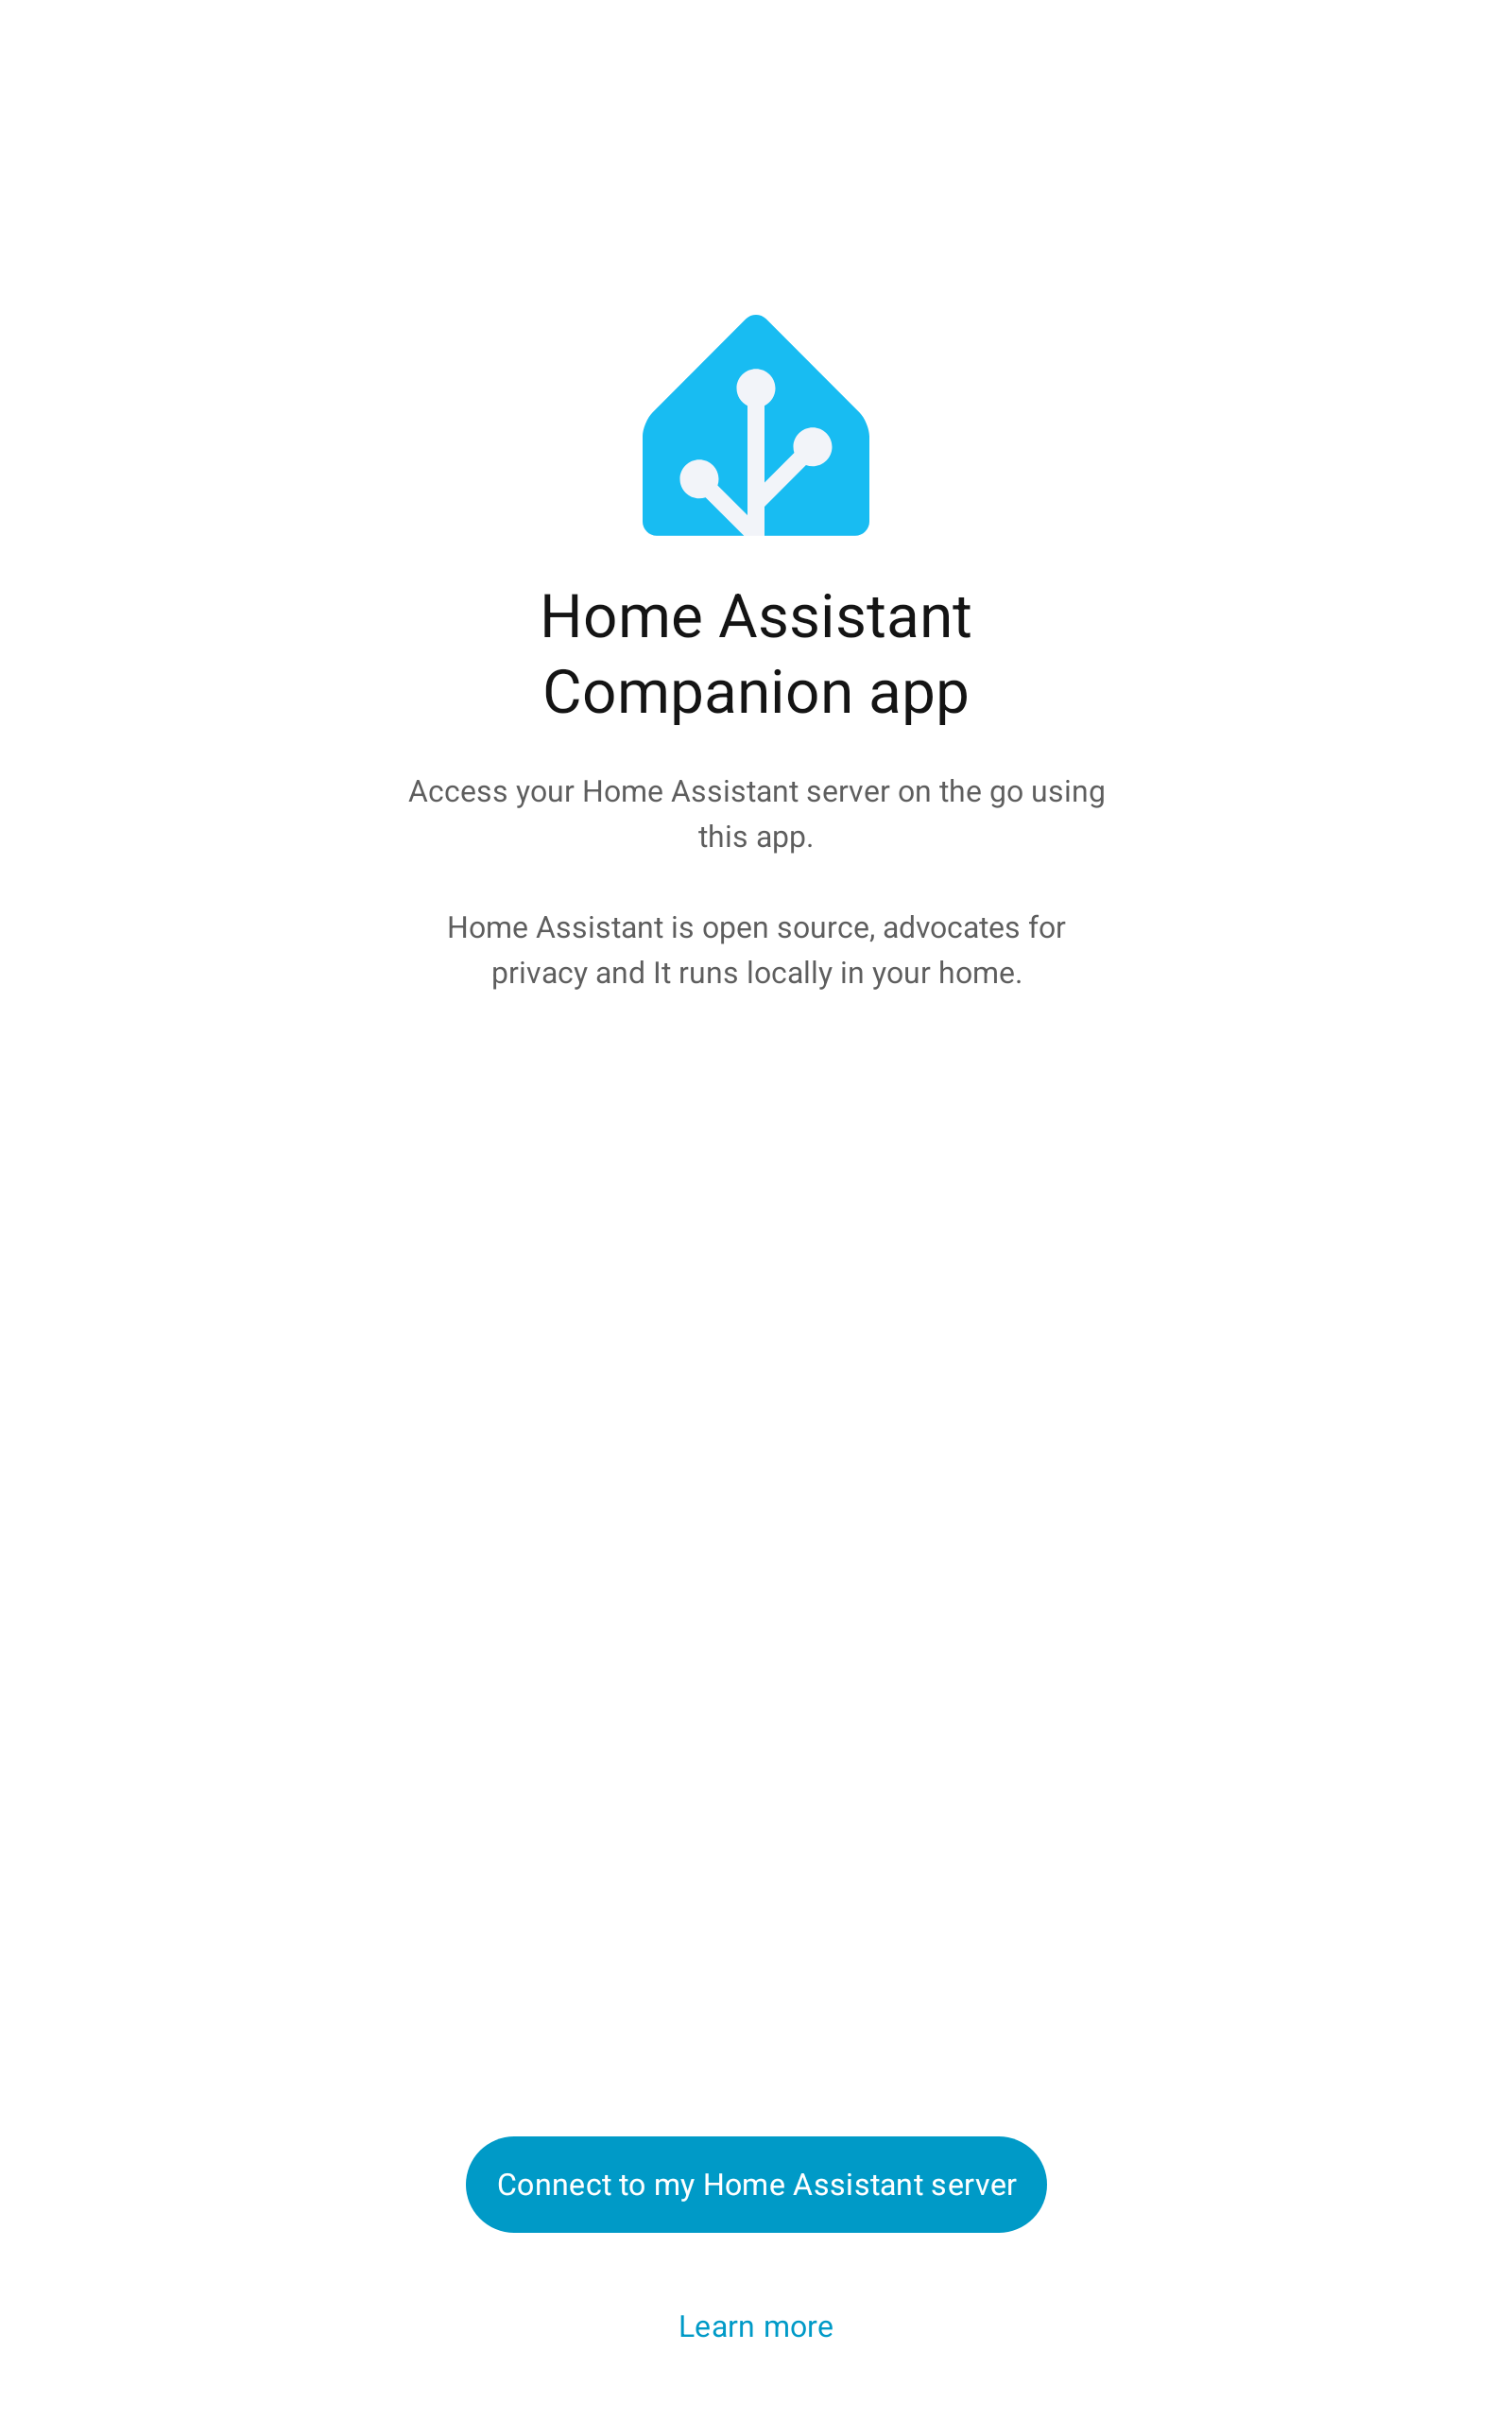 Home Assistant
Companion app
Access your Home Assistant server on the go using
this app.
Home Assistant is open source, advocates for
privacy and It runs locally in your home.
Connect to my Home Assistant server
Learn more